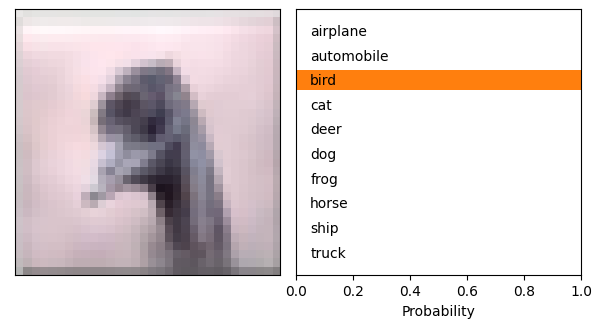 airplane
automobile
bird
cat
deer
dog
frog
horse
ship
truck
0.0 0.2 0.4 0.6 0.8 1.0
Probability